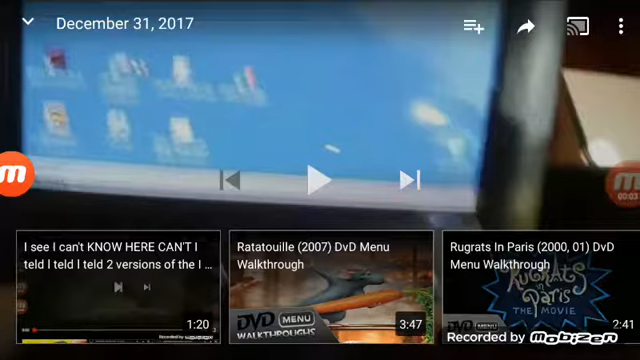 December 31, 2017
00:03
I see I can't KNOW HERE CAN'T I
teld l teld l teld 2 versions of the I ...
1:20
Ratatouille (2007) DvD Menu
Walkthrough
DVD MENU
WALKTHROUGHS
3:47
Rugrats In Paris (2000, 01) DvD
Menu Walkthrough
RUGRATS
in
PARIS
THE MOVIE
2:41
Recorded by mobizen